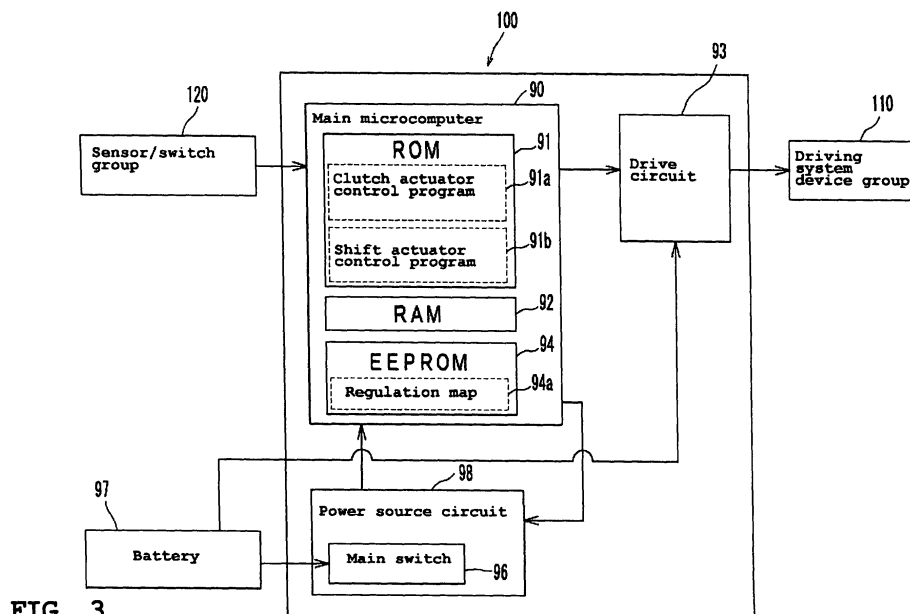 100
93
120
90
110
Main microcomputer
Sensor/switch
group
ROM
91
Clutch actuator
control program
91a
Shift actuator
control program
91b
Drive
circuit
Driving
system
device group
RAM
92
EEPROM
94
Regulation map
94a
98
97
Power source circuit
Battery
Main switch
96
FIG. 3